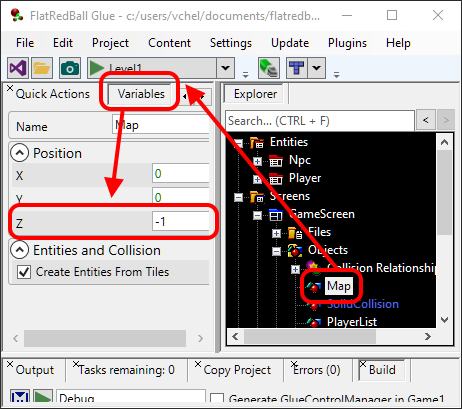 FlatRedBall Glue - c:/users/vchel/documents/flatredb...
File Edit Project Content Settings Update Plugins Help
Level1
Quick Actions Variables
Name Map
Position
X 0
Y 0
Z -1
Entities and Collision
Create Entities From Tiles
Explorer
Search... (CTRL + F) < >
Entities
Npc
Player
Screens
GameScreen
Files
Objects
Collision Relationship
Map
SolidCollision
PlayerList
Output Tasks remaining: 0 Copy Project Errors (0) Build
Debug Generate GlueControlManager in Game1